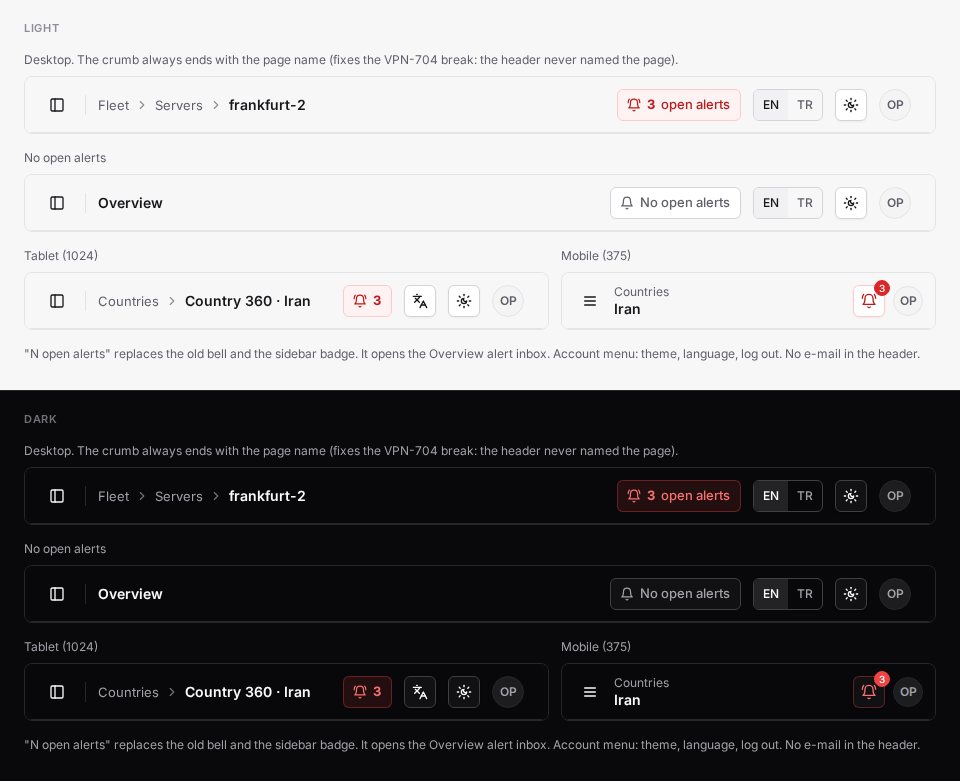 LIGHT
Desktop. The crumb always ends with the page name (fixes the VPN-704 break: the header never named the page).
Fleet > Servers > frankfurt-2 3 open alerts EN TR OP
No open alerts
Overview No open alerts EN TR OP
Tablet (1024) Mobile (375)
Countries > Country 360 · Iran 3 OP
Countries
Iran
3 OP
"N open alerts" replaces the old bell and the sidebar badge. It opens the Overview alert inbox. Account menu: theme, language, log out. No e-mail in the header.
DARK
Desktop. The crumb always ends with the page name (fixes the VPN-704 break: the header never named the page).
Fleet > Servers > frankfurt-2 3 open alerts EN TR OP
No open alerts
Overview No open alerts EN TR OP
Tablet (1024) Mobile (375)
Countries > Country 360 · Iran 3 OP
Countries
Iran
3 OP
"N open alerts" replaces the old bell and the sidebar badge. It opens the Overview alert inbox. Account menu: theme, language, log out. No e-mail in the header.